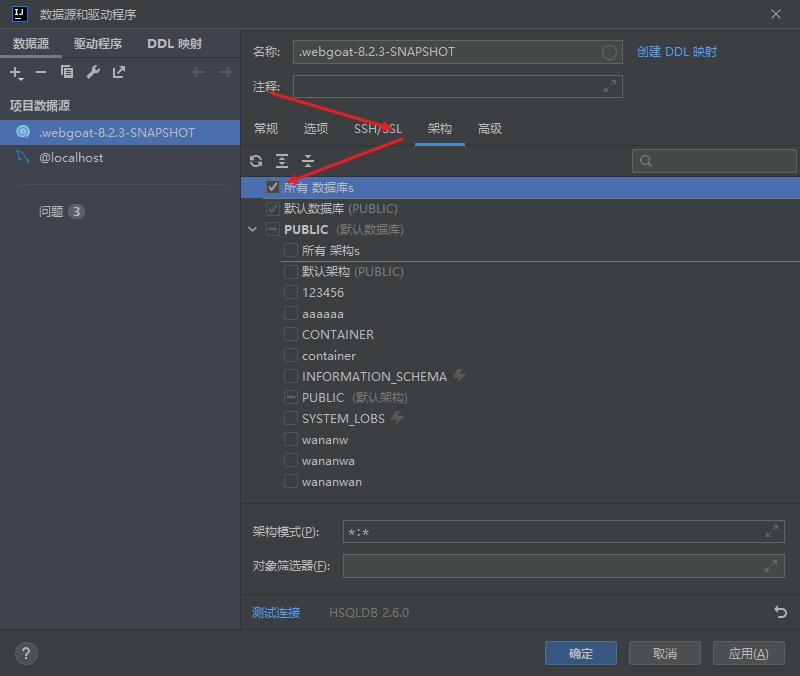 数据源和驱动程序
数据源 驱动程序 DDL 映射
项目数据源
.webgoat-8.2.3-SNAPSHOT
@localhost
问题 3
名称: .webgoat-8.2.3-SNAPSHOT 创建 DDL 映射
注释:
常规 选项 SSH/SSL 架构 高级
所有 数据库s
默认数据库 (PUBLIC)
PUBLIC (默认数据库)
所有 架构s
默认架构 (PUBLIC)
123456
aaaaaa
CONTAINER
container
INFORMATION_SCHEMA
PUBLIC (默认架构)
SYSTEM_LOBS
wananw
wananwa
wananwan
架构模式(P): *:*
对象筛选器(F):
测试连接 HSQLDB 2.6.0
? 确定 取消 应用(A)